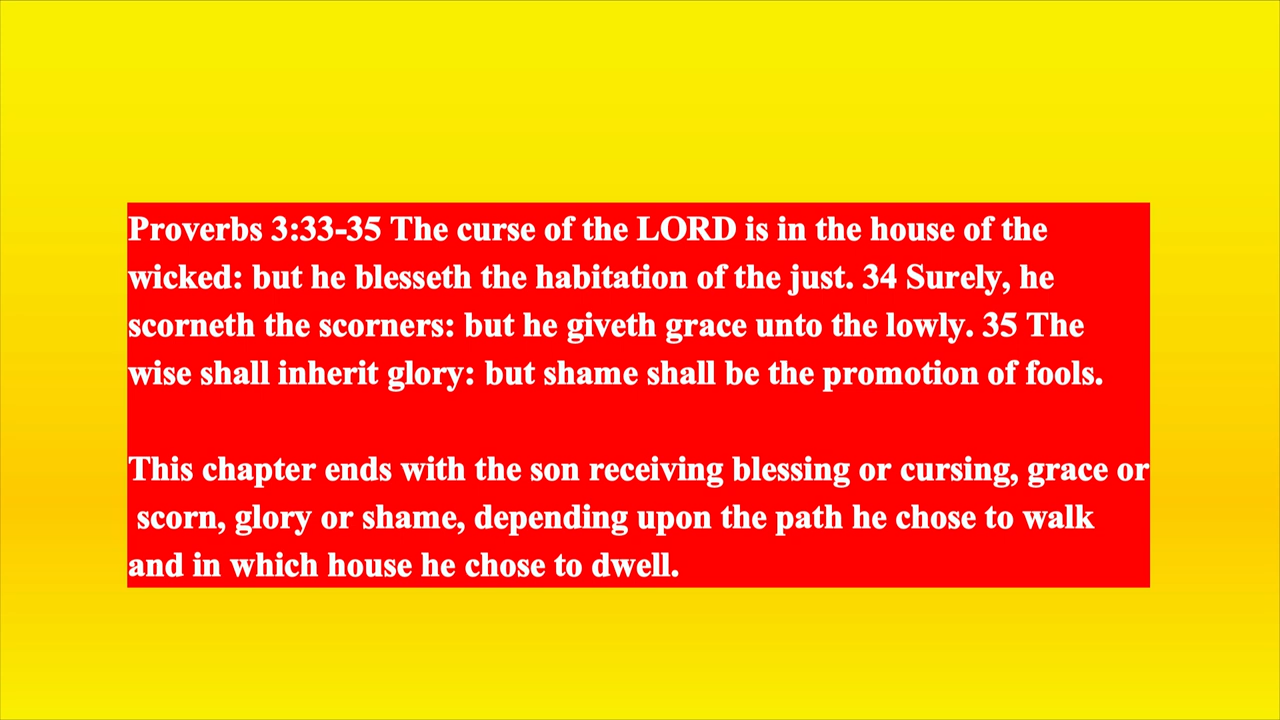 Proverbs 3:33-35 The curse of the LORD is in the house of the
wicked: but he blesseth the habitation of the just. 34 Surely, he
scorneth the scorners: but he giveth grace unto the lowly. 35 The
wise shall inherit glory: but shame shall be the promotion of fools.
This chapter ends with the son receiving blessing or cursing, grace or
scorn, glory or shame, depending upon the path he chose to walk
and in which house he chose to dwell.